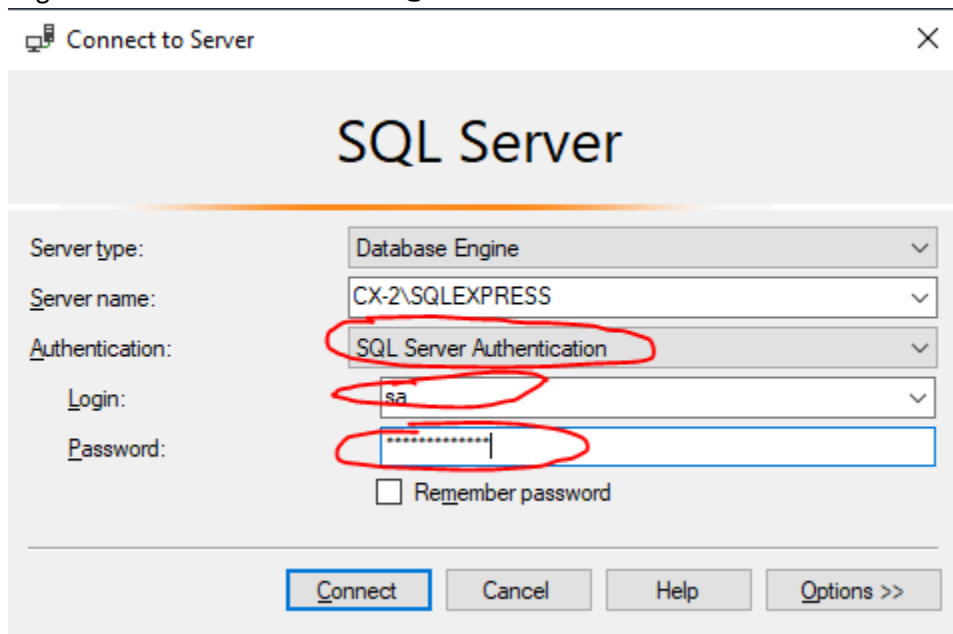 Connect to Server
SQL Server
Server type: Database Engine
Server name: CX-2\SQLEXPRESS
Authentication: SQL Server Authentication
Login: sa
Password: *************
Remember password
Connect Cancel Help Options >>